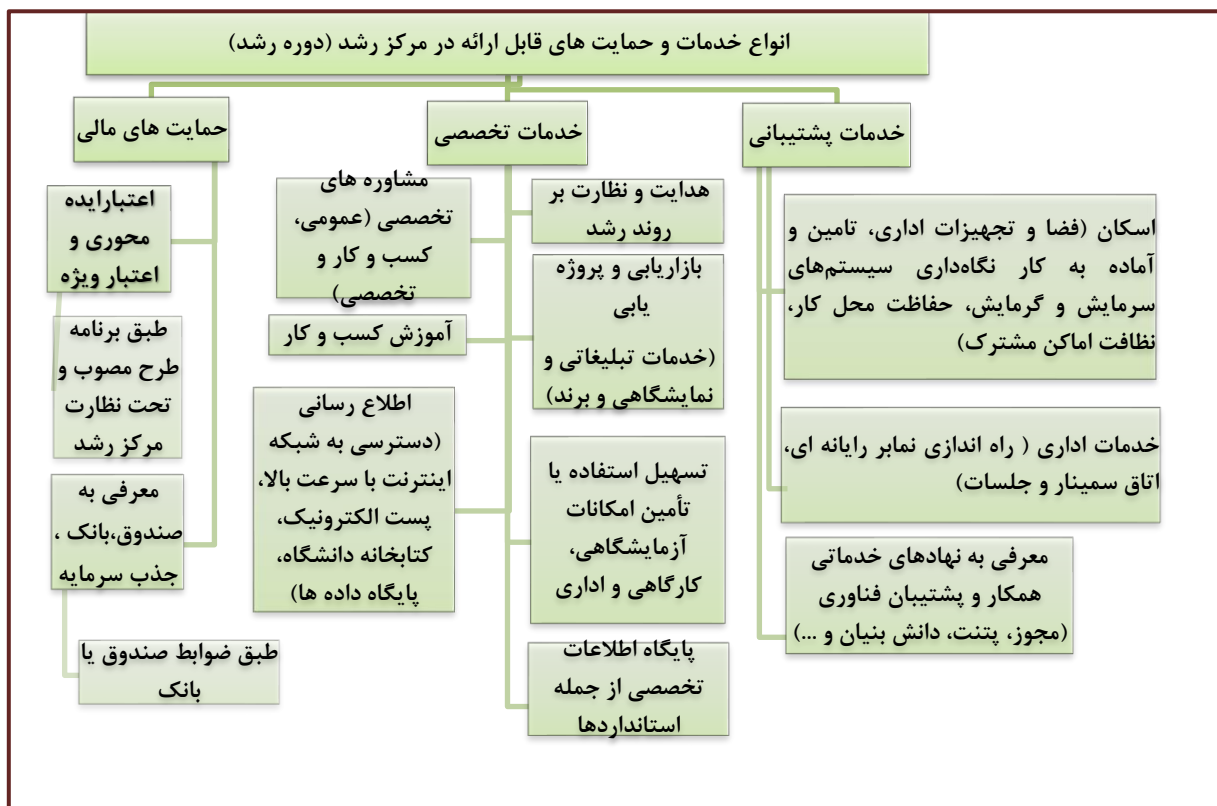 انواع خدمات و حمایت های قابل ارائه در مرکز رشد (دوره رشد)
خدمات پشتیبانی
اسکان (فضا و تجهیزات اداری، تامین و
آماده به کار نگاه‌داری سیستم‌های
سرمایش و گرمایش، حفاظت محل کار،
نظافت اماکن مشترک)
خدمات اداری ( راه اندازی نمابر رایانه ای،
اتاق سمینار و جلسات)
معرفی به نهادهای خدماتی
همکار و پشتیبان فناوری
(مجوز، پتنت، دانش بنیان و ...)
خدمات تخصصی
هدایت و نظارت بر
روند رشد
مشاوره های
تخصصی (عمومی،
کسب و کار و
تخصصی)
بازاریابی و پروژه
یابی
(خدمات تبلیغاتی و
نمایشگاهی و برند)
آموزش کسب و کار
تسهیل استفاده یا
تأمین امکانات
آزمایشگاهی،
کارگاهی و اداری
اطلاع رسانی
(دسترسی به شبکه
اینترنت با سرعت بالا،
پست الکترونیک،
کتابخانه دانشگاه،
پایگاه داده ها)
پایگاه اطلاعات
تخصصی از جمله
استانداردها
حمایت های مالی
اعتبارایده
محوری و
اعتبار ویژه
طبق برنامه
طرح مصوب و
تحت نظارت
مرکز رشد
معرفی به
صندوق،بانک ،
جذب سرمایه
طبق ضوابط صندوق یا
بانک